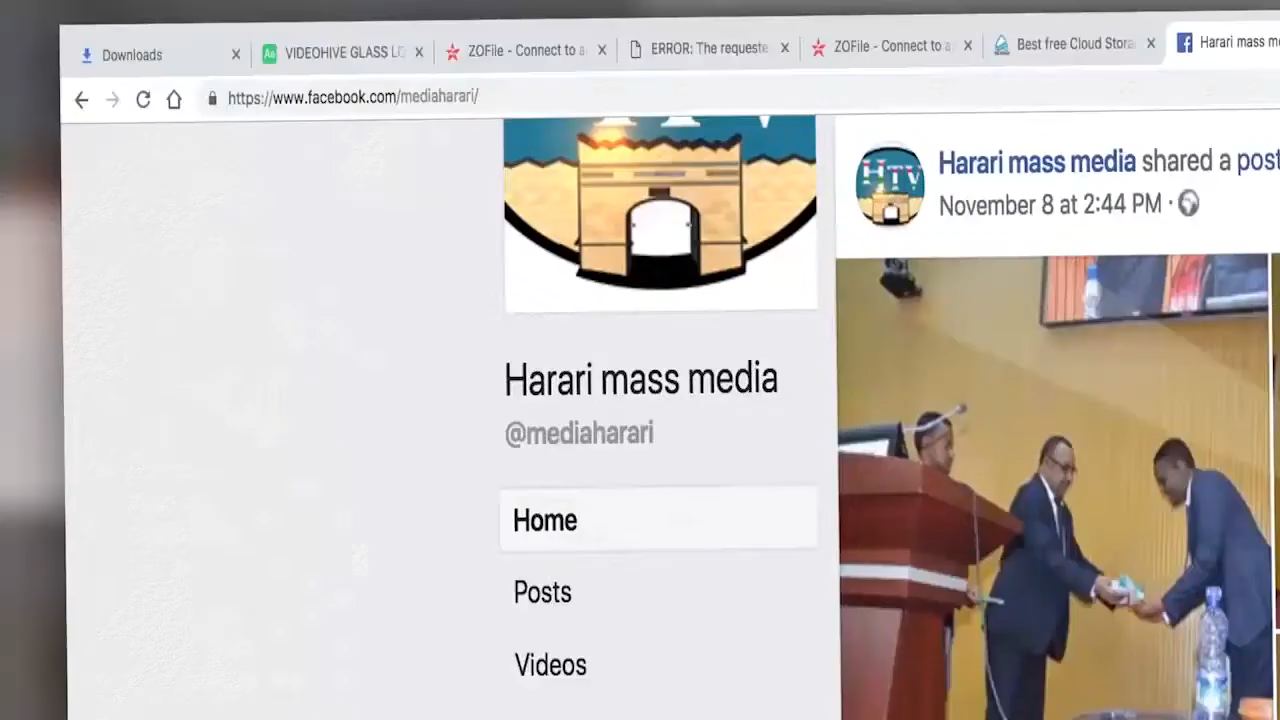 Downloads
VIDEOHIVE GLASS LO
ZOFile - Connect to a
ERROR: The requeste
ZOFile - Connect to a
Best free Cloud Stora
Harari mass me
https://www.facebook.com/mediaharari/
Harari mass media
@mediaharari
Home
Posts
Videos
HTV
Harari mass media shared a post
November 8 at 2:44 PM